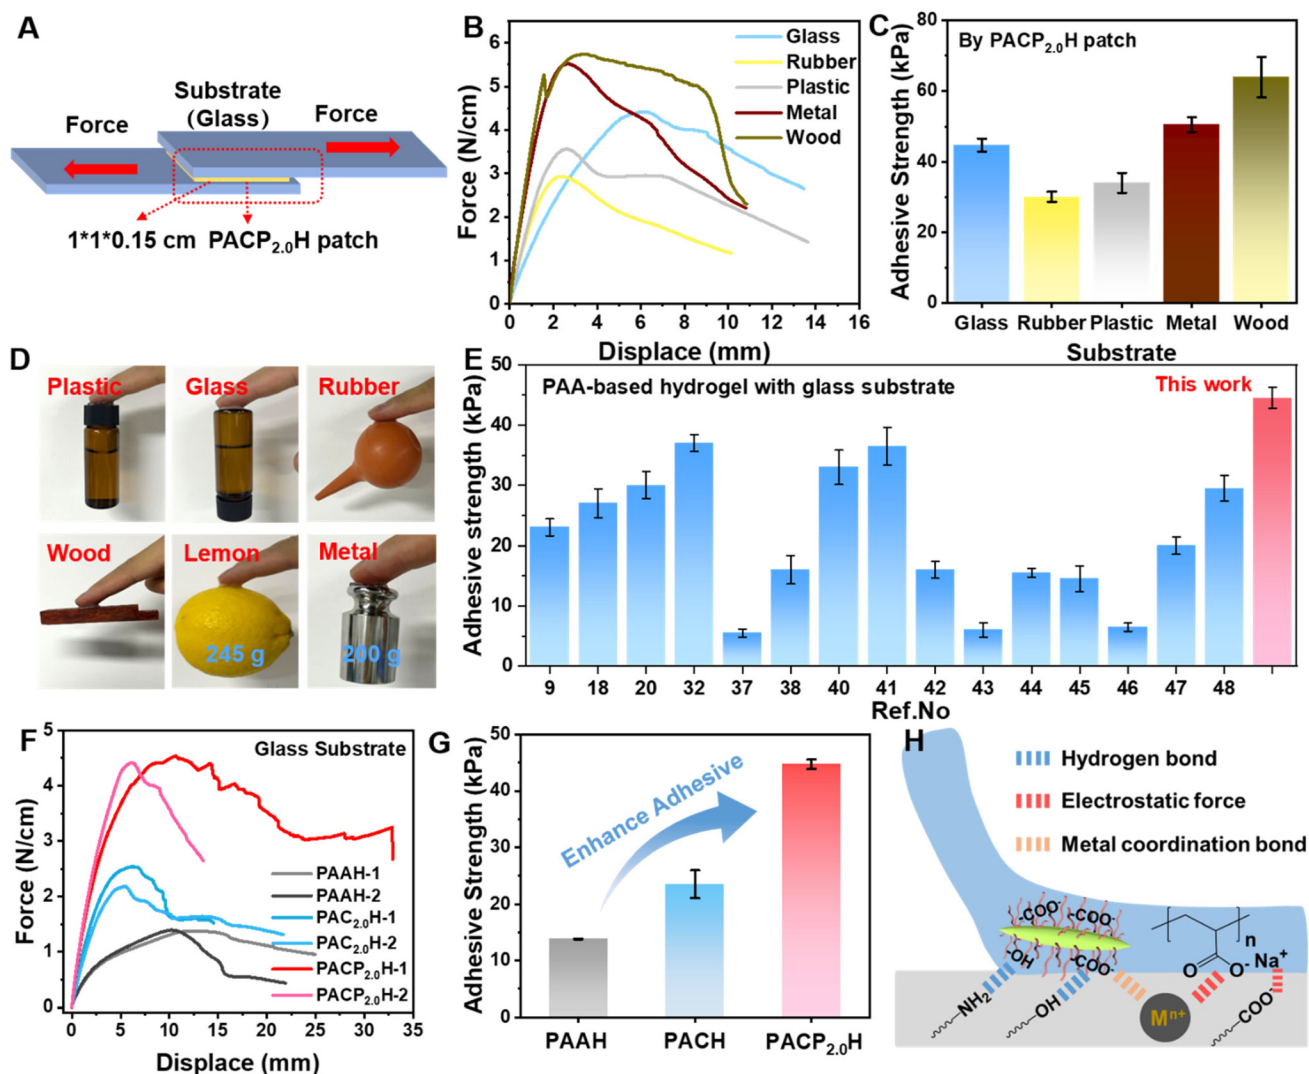 A
Force
Substrate
(Glass)
Force
1*1*0.15 cm PACP2.0H patch
B
Force (N/cm)
6
5
4
3
2
1
0
Glass
Rubber
Plastic
Metal
Wood
0 2 4 6 8 10 12 14 16
Displace (mm)
C
Adhesive Strength (kPa)
80
60
40
20
0
By PACP2.0H patch
Glass Rubber Plastic Metal Wood
Substrate
D
Plastic
Glass
Rubber
Wood
Lemon
Metal
245 g
200 g
E
Adhesive strength (kPa)
50
40
30
20
10
0
PAA-based hydrogel with glass substrate
This work
9 18 20 32 37 38 40 41 42 43 44 45 46 47 48
Ref.No
F
Force (N/cm)
5
4
3
2
1
0
Glass Substrate
PAAH-1
PAAH-2
PAC2.0H-1
PAC2.0H-2
PACP2.0H-1
PACP2.0H-2
0 5 10 15 20 25 30 35
Displace (mm)
G
Adhesive Strength (kPa)
50
40
30
20
10
0
Enhance Adhesive
PAAH PACH PACP2.0H
H
Hydrogen bond
Electrostatic force
Metal coordination bond
-COO- -COO-
-OH -COO-
n
O O- Na+
-NH2
-OH
Mn+
-COO-